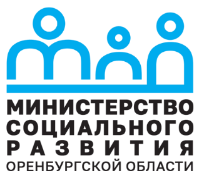 МИНИСТЕРСТВО
СОЦИАЛЬНОГО
РАЗВИТИЯ
ОРЕНБУРГСКОЙ ОБЛАСТИ